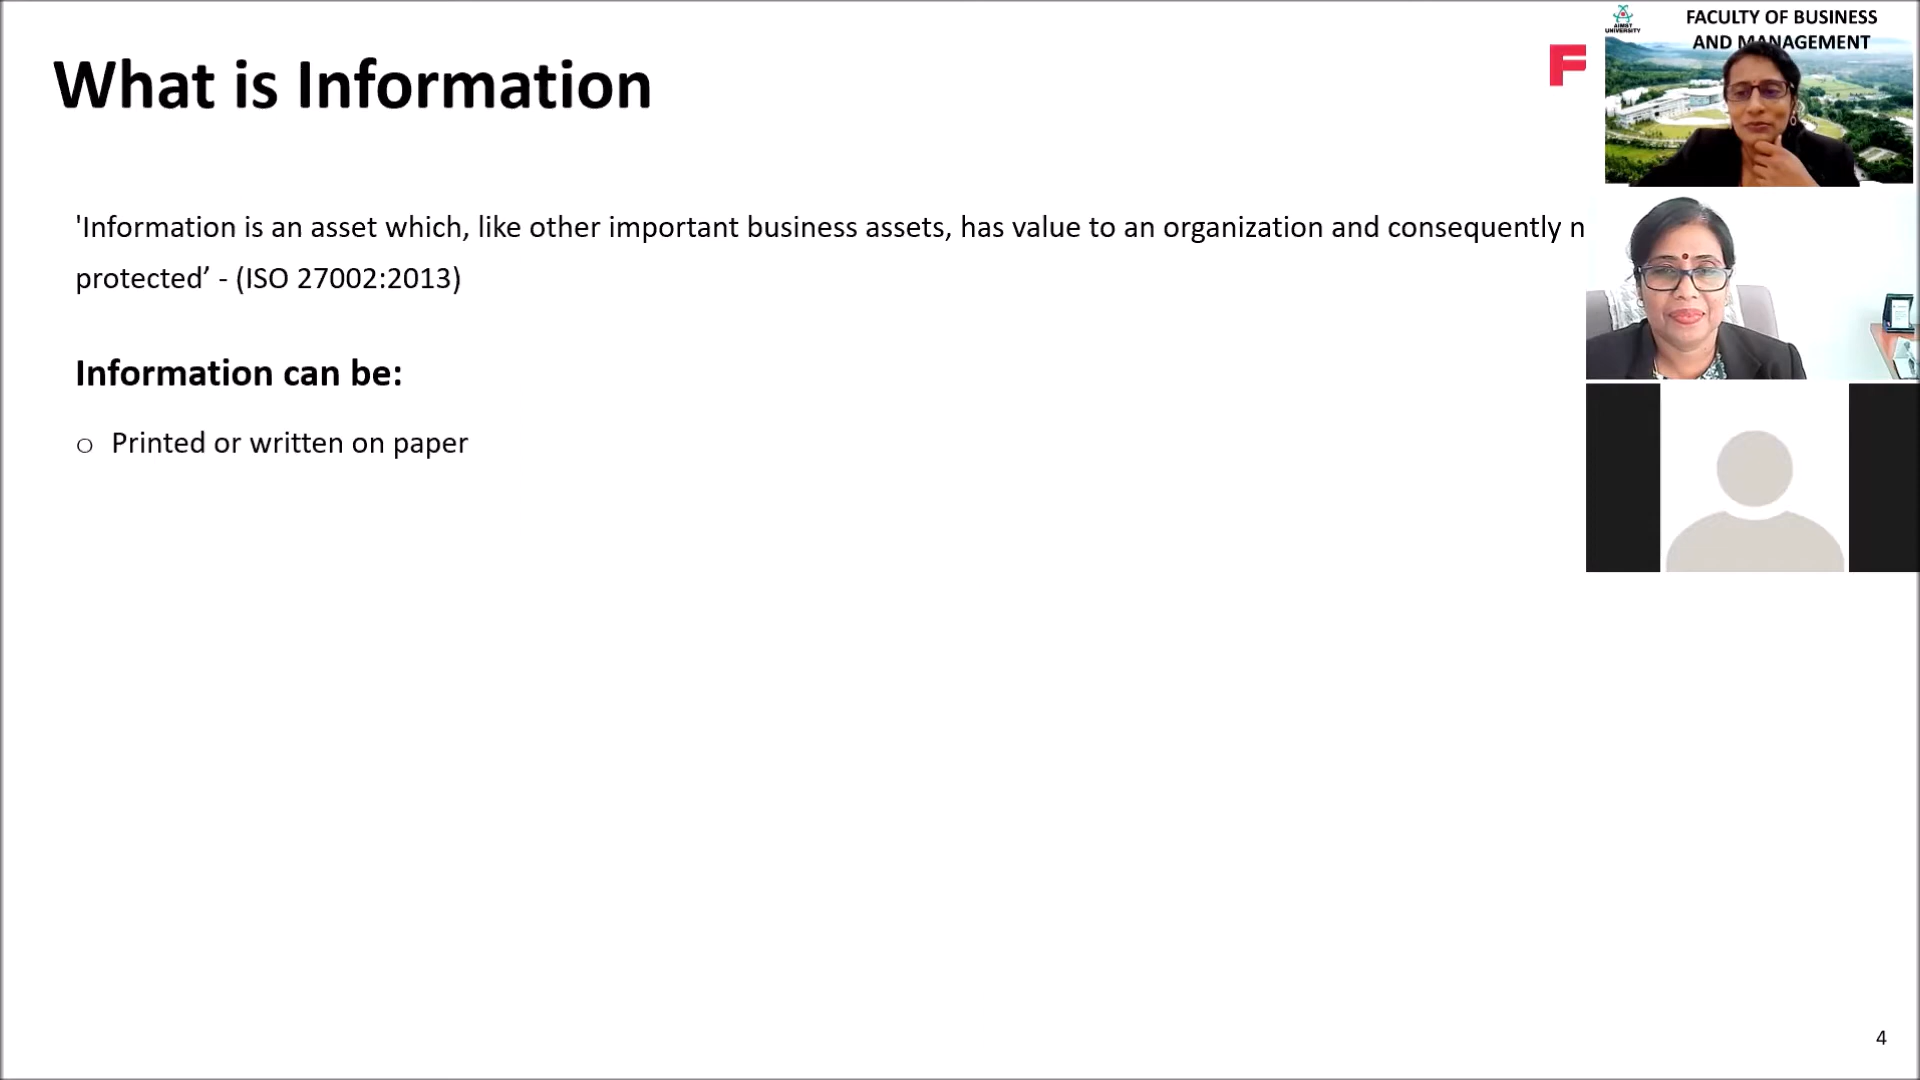 What is Information
F
AIMST
UNIVERSITY
FACULTY OF BUSINESS
AND MANAGEMENT
'Information is an asset which, like other important business assets, has value to an organization and consequently n
protected’ - (ISO 27002:2013)
Information can be:
o Printed or written on paper
4